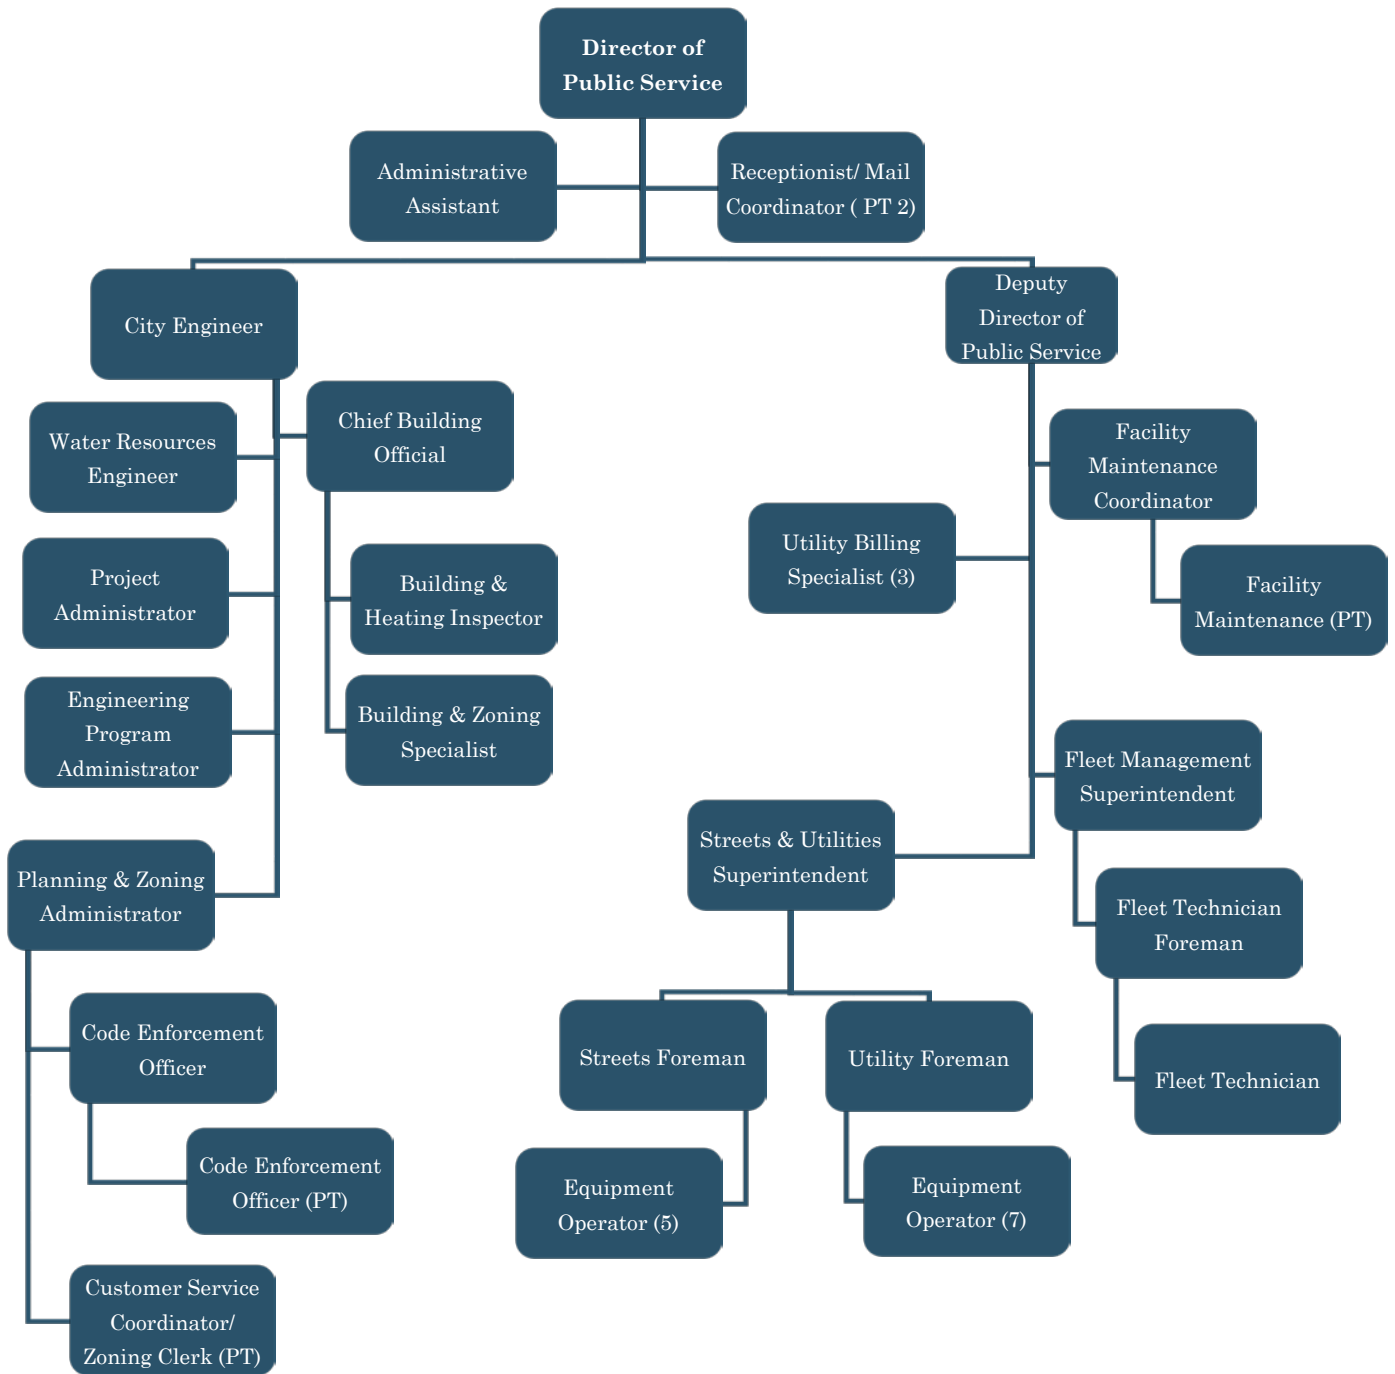 Director of
Public Service
Administrative
Assistant
Receptionist/ Mail
Coordinator ( PT 2)
City Engineer
Deputy
Director of
Public Service
Water Resources
Engineer
Chief Building
Official
Facility
Maintenance
Coordinator
Utility Billing
Specialist (3)
Project
Administrator
Building &
Heating Inspector
Facility
Maintenance (PT)
Engineering
Program
Administrator
Building & Zoning
Specialist
Fleet Management
Superintendent
Streets & Utilities
Superintendent
Planning & Zoning
Administrator
Fleet Technician
Foreman
Code Enforcement
Officer
Streets Foreman
Utility Foreman
Fleet Technician
Code Enforcement
Officer (PT)
Equipment
Operator (5)
Equipment
Operator (7)
Customer Service
Coordinator/
Zoning Clerk (PT)